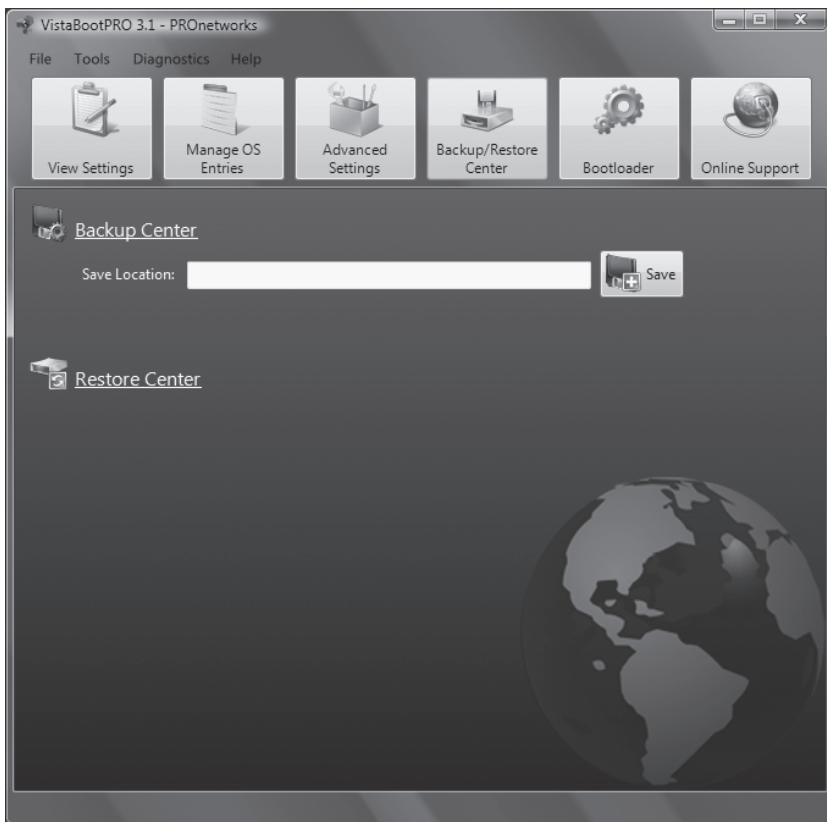 VistaBootPRO 3.1 - PROnetworks
File Tools Diagnostics Help
View Settings
Manage OS
Entries
Advanced
Settings
Backup/Restore
Center
Bootloader
Online Support
Backup Center
Save Location:
Save
Restore Center